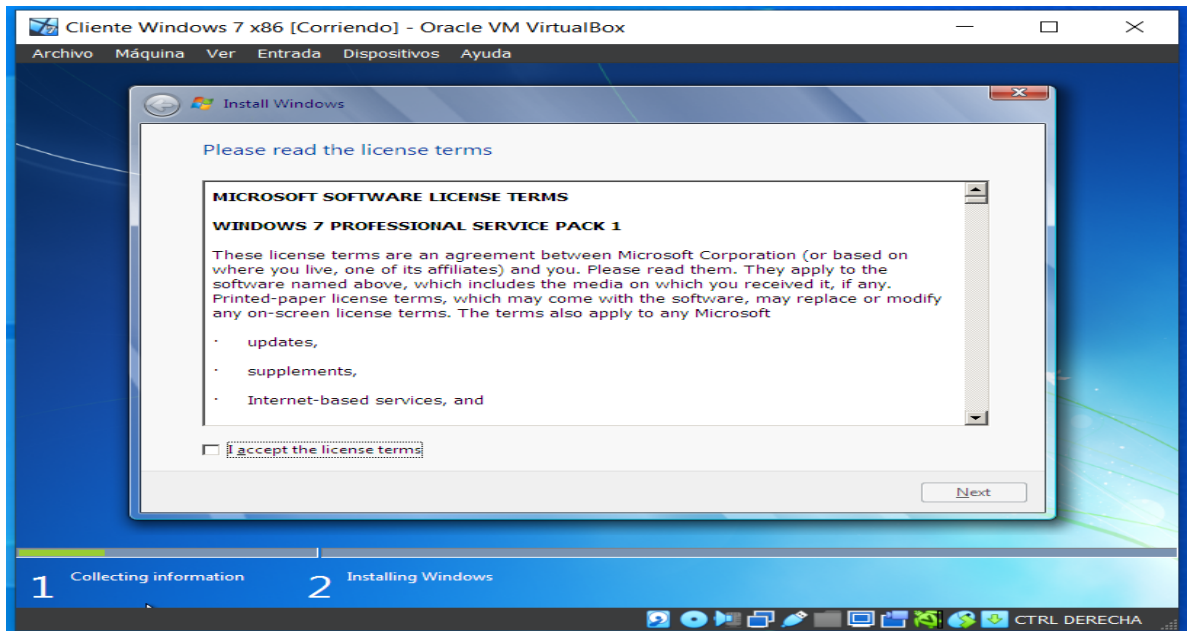 Cliente Windows 7 x86 [Corriendo] - Oracle VM VirtualBox
Archivo Máquina Ver Entrada Dispositivos Ayuda
Install Windows
Please read the license terms
MICROSOFT SOFTWARE LICENSE TERMS
WINDOWS 7 PROFESSIONAL SERVICE PACK 1
These license terms are an agreement between Microsoft Corporation (or based on
where you live, one of its affiliates) and you. Please read them. They apply to the
software named above, which includes the media on which you received it, if any.
Printed-paper license terms, which may come with the software, may replace or modify
any on-screen license terms. The terms also apply to any Microsoft
· updates,
· supplements,
· Internet-based services, and
I accept the license terms
Next
1 Collecting information 2 Installing Windows
CTRL DERECHA